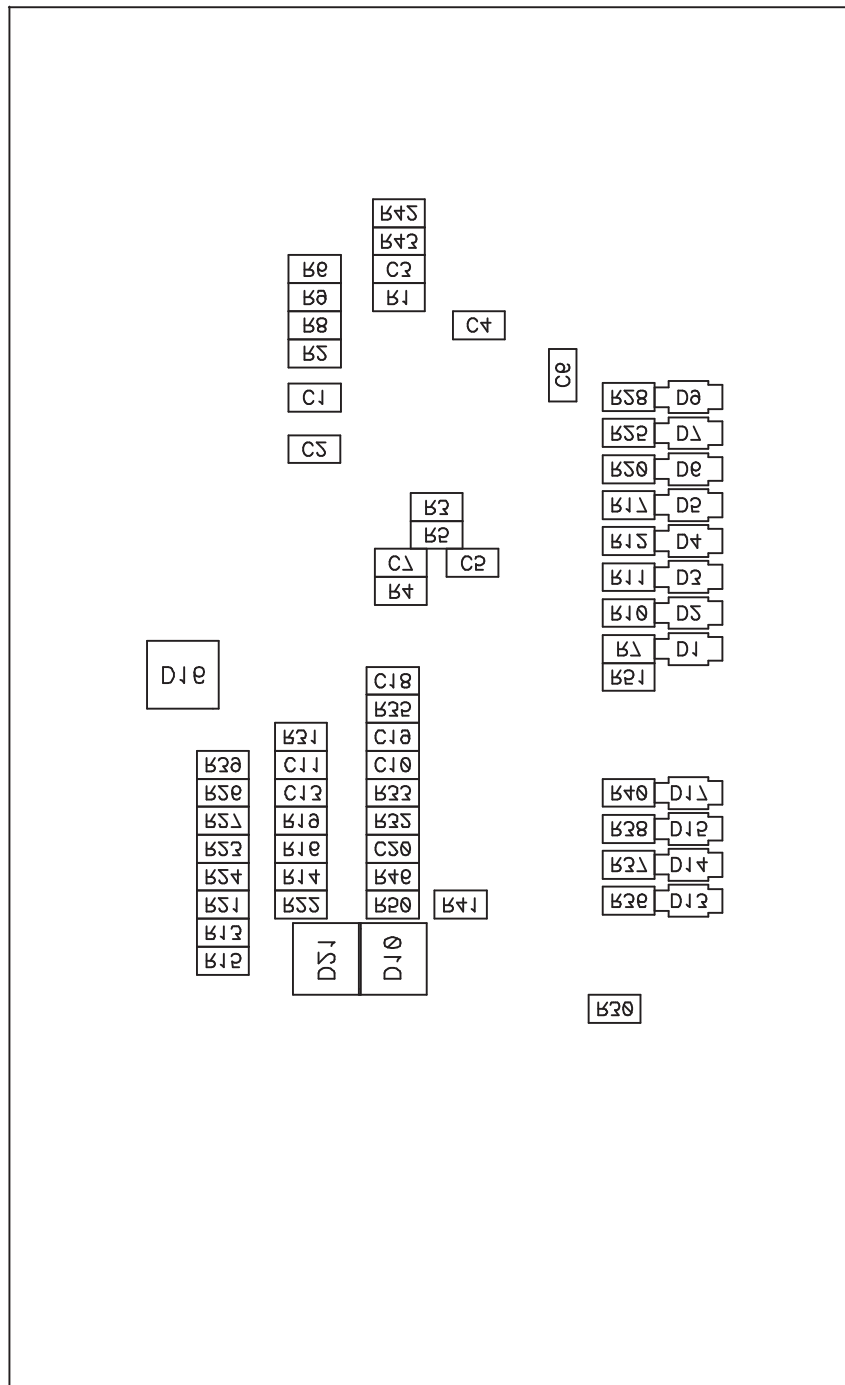 R42
R43
R6 C3
R9 R1
R8 C4
R2
C6
C1 R28 D9
R25 D7
C2
R20 D6
R3 R17 D5
R5 R12 D4
C7 C5
R11 D3
R4
R10 D2
R7 D1
D16 C18 R51
R35
R31 C19
R39 C11 C10
R26 C13 R33 R40 D17
R27 R19 R32
R38 D15
R23 R16 C20
R37 D14
R24 R14 R46
R21 R22 R50 R41 R36 D13
R13
D21 D10
R15
R30